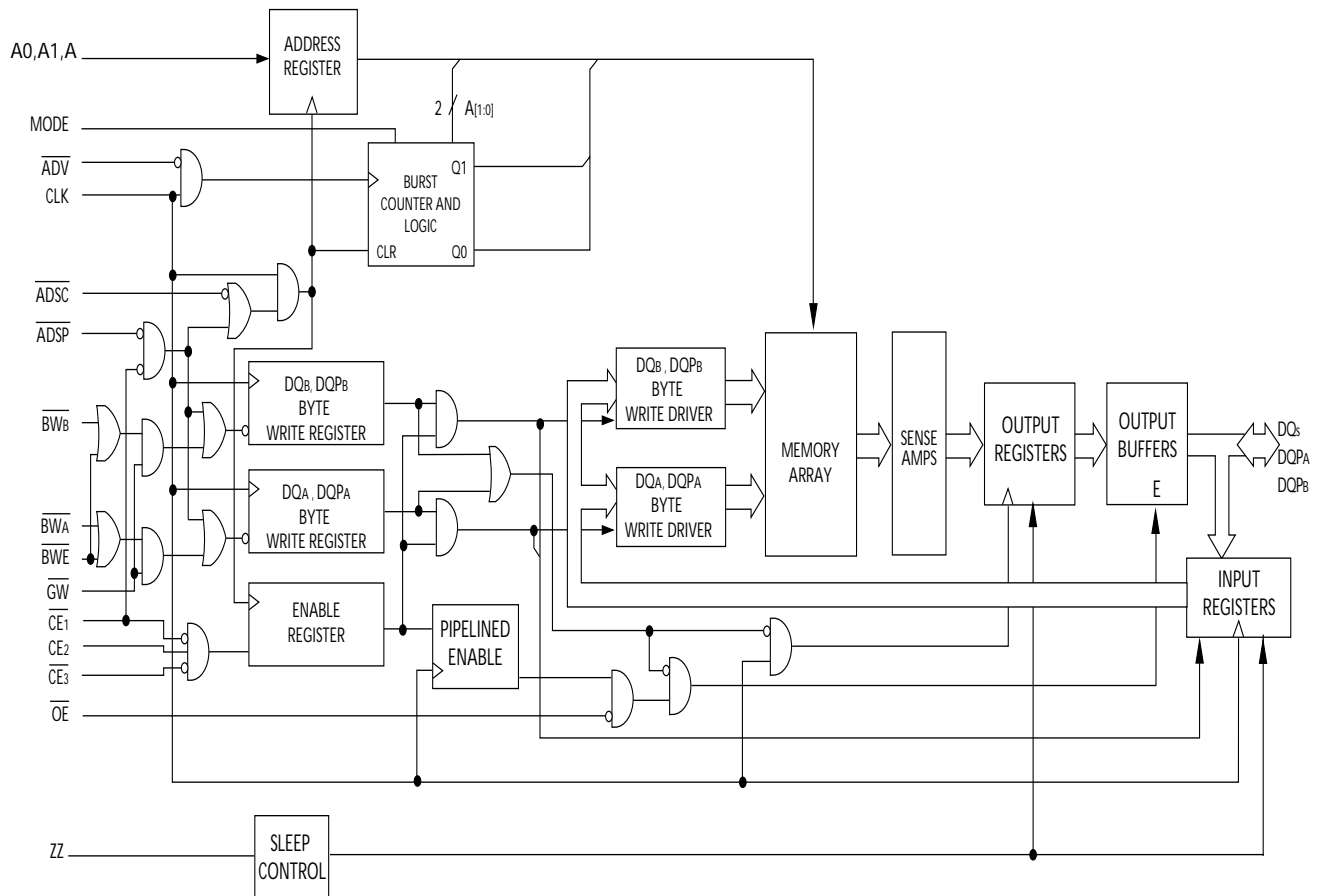 A0,A1,A
ADDRESS
REGISTER
2
A[1:0]
MODE
ADV
CLK
BURST
COUNTER AND
LOGIC
Q1
CLR
Q0
ADSC
ADSP
DQB, DQPB
BYTE
WRITE REGISTER
DQB , DQPB
BYTE
WRITE DRIVER
BWB
MEMORY
ARRAY
SENSE
AMPS
OUTPUT
REGISTERS
OUTPUT
BUFFERS
E
DQs
DQPA
DQPB
DQA , DQPA
BYTE
WRITE REGISTER
DQA , DQPA
BYTE
WRITE DRIVER
BWA
BWE
GW
CE1
CE2
CE3
ENABLE
REGISTER
PIPELINED
ENABLE
INPUT
REGISTERS
OE
ZZ
SLEEP
CONTROL